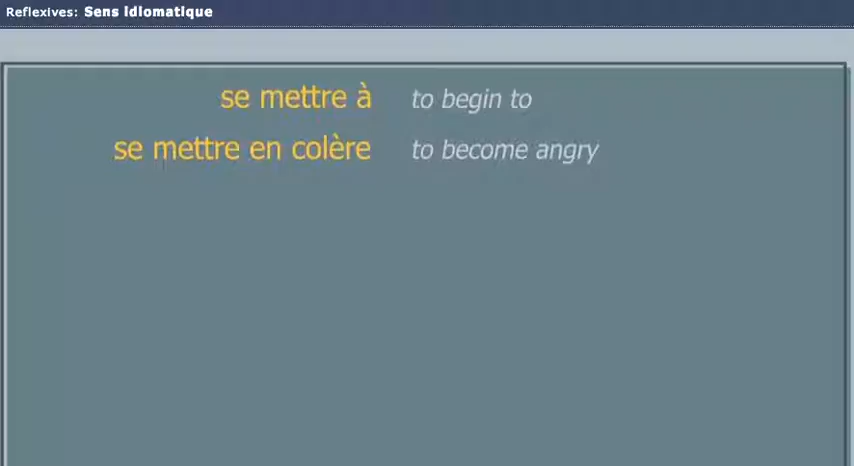 Reflexives: Sens idiomatique
se mettre à to begin to
se mettre en colère to become angry